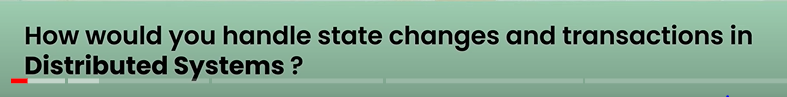 How would you handle state changes and transactions in
Distributed Systems ?